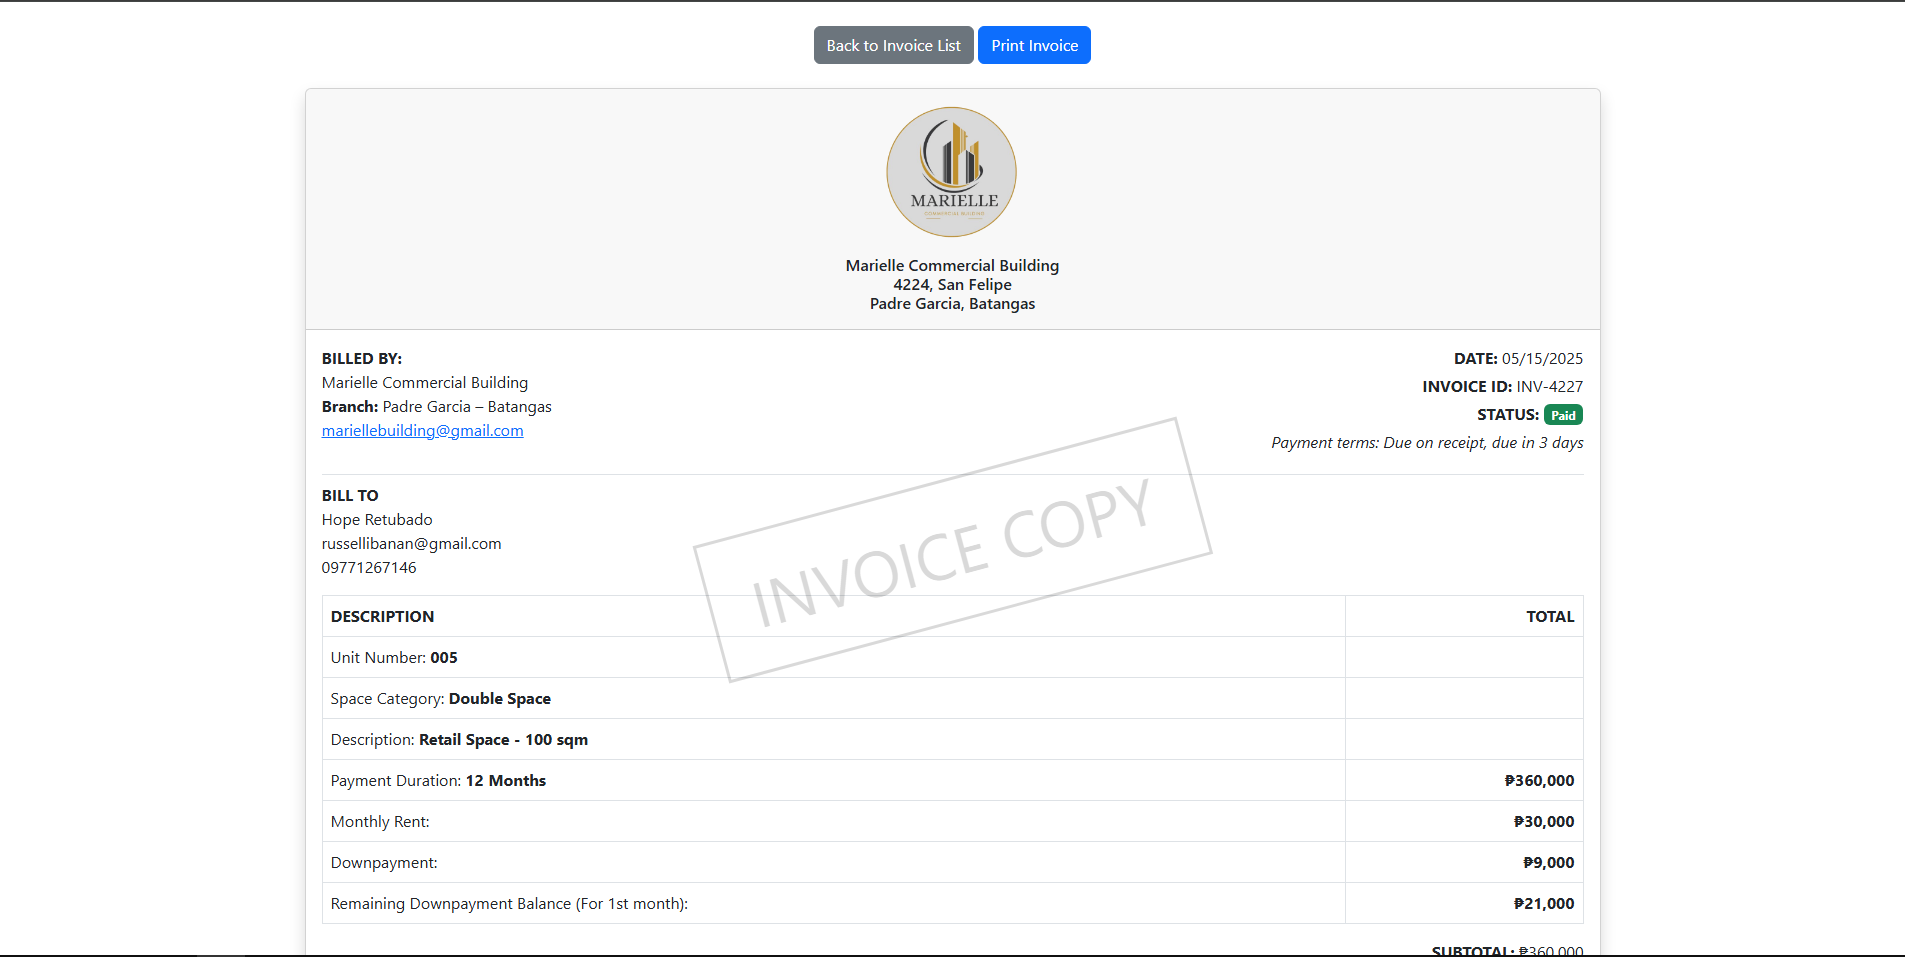 Back to Invoice List
Print Invoice
MARIELLE
COMMERCIAL BUILDING
Marielle Commercial Building
4224, San Felipe
Padre Garcia, Batangas
BILLED BY:
Marielle Commercial Building
Branch: Padre Garcia – Batangas
mariellebuilding@gmail.com
DATE: 05/15/2025
INVOICE ID: INV-4227
STATUS: Paid
Payment terms: Due on receipt, due in 3 days
BILL TO
Hope Retubado
russellibanan@gmail.com
09771267146
INVOICE COPY
DESCRIPTION TOTAL
Unit Number: 005
Space Category: Double Space
Description: Retail Space - 100 sqm
Payment Duration: 12 Months ₱360,000
Monthly Rent: ₱30,000
Downpayment: ₱9,000
Remaining Downpayment Balance (For 1st month): ₱21,000
SUBTOTAL: ₱360,000